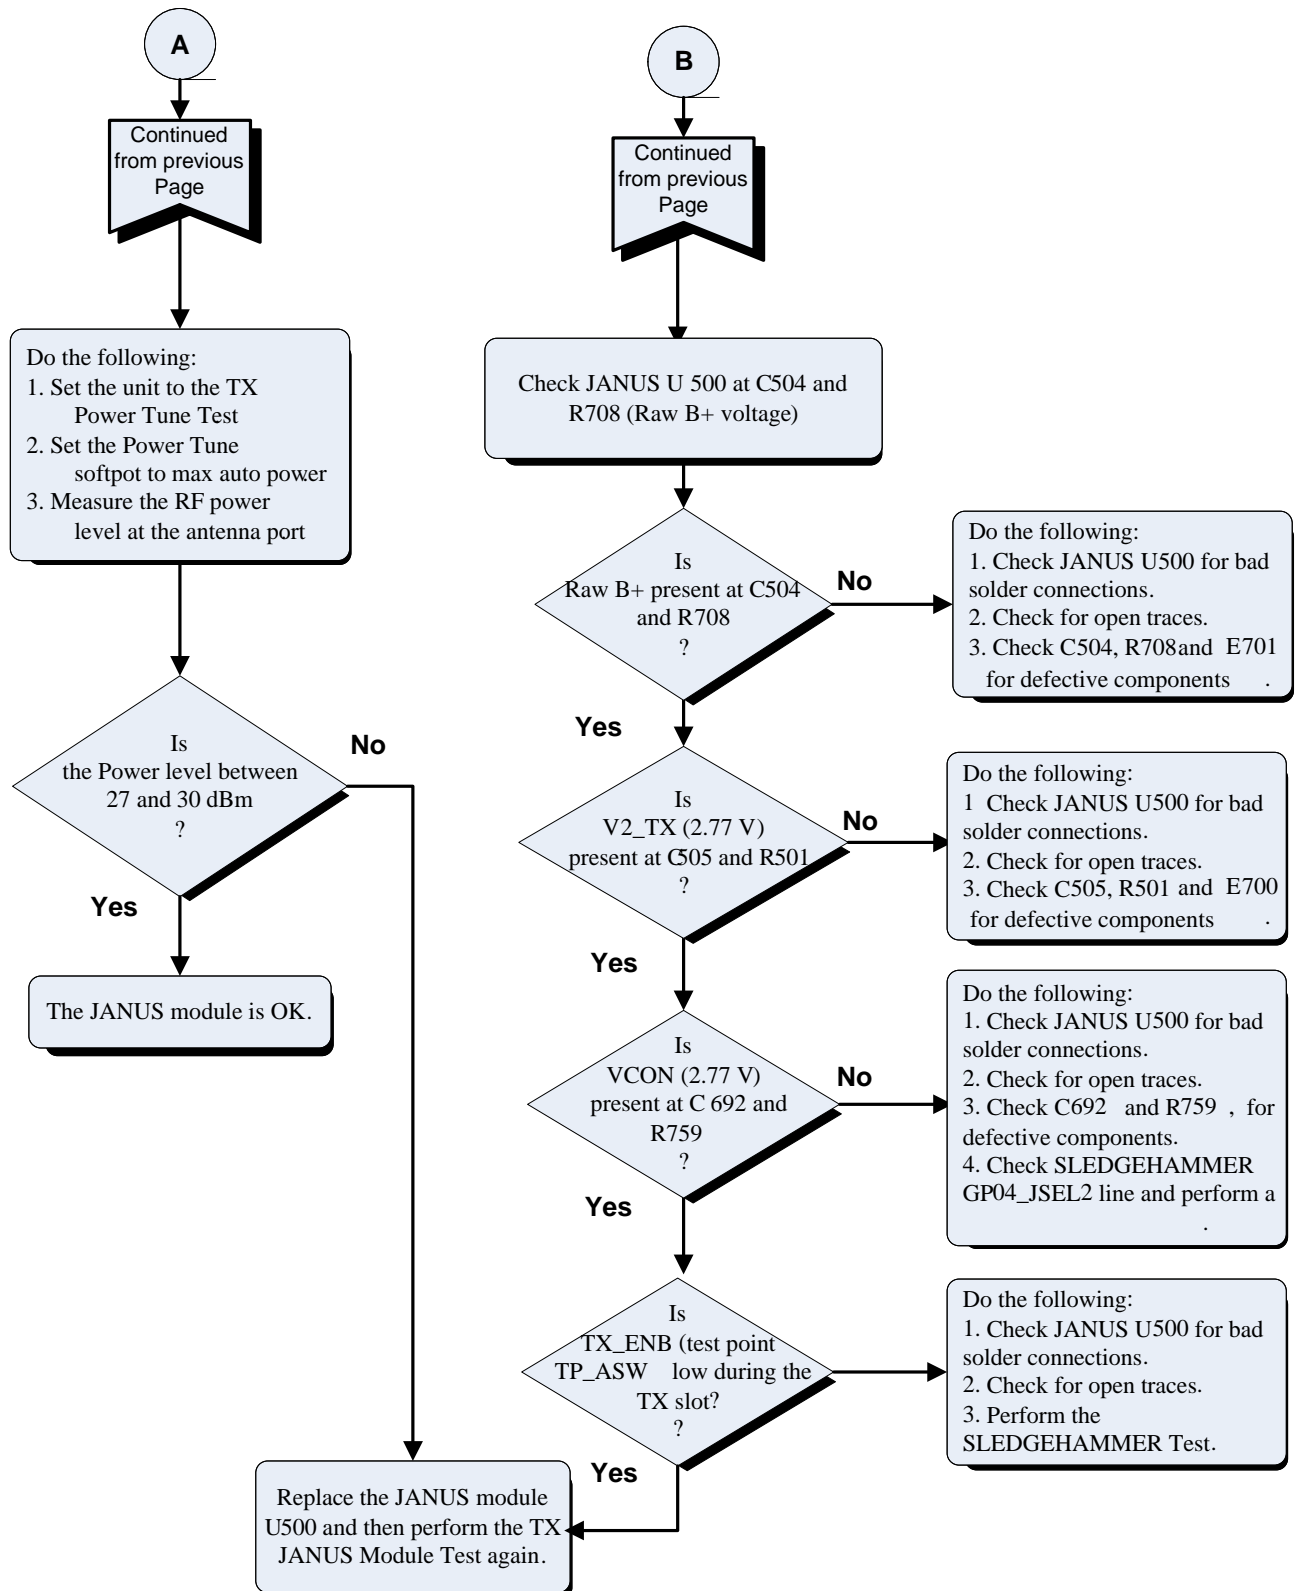 A
Continued
from previous
Page
Do the following:
1. Set the unit to the TX
Power Tune Test
2. Set the Power Tune
softpot to max auto power
3. Measure the RF power
level at the antenna port
Is
the Power level between
27 and 30 dBm
?
No
Yes
The JANUS module is OK.
B
Continued
from previous
Page
Check JANUS U 500 at C504 and
R708 (Raw B+ voltage)
Is
Raw B+ present at C504
and R708
?
No
Do the following:
1. Check JANUS U500 for bad
solder connections.
2. Check for open traces.
3. Check C504, R708 and E701
for defective components .
Yes
Is
V2_TX (2.77 V)
present at C505 and R501
?
No
Do the following:
1 Check JANUS U500 for bad
solder connections.
2. Check for open traces.
3. Check C505, R501 and E700
for defective components .
Yes
Is
VCON (2.77 V)
present at C 692 and
R759
?
No
Do the following:
1. Check JANUS U500 for bad
solder connections.
2. Check for open traces.
3. Check C692 and R759 , for
defective components.
4. Check SLEDGEHAMMER
GP04_JSEL2 line and perform a
.
Yes
Is
TX_ENB (test point
TP_ASW low during the
TX slot?
?
Do the following:
1. Check JANUS U500 for bad
solder connections.
2. Check for open traces.
3. Perform the
SLEDGEHAMMER Test.
Yes
Replace the JANUS module
U500 and then perform the TX
JANUS Module Test again.